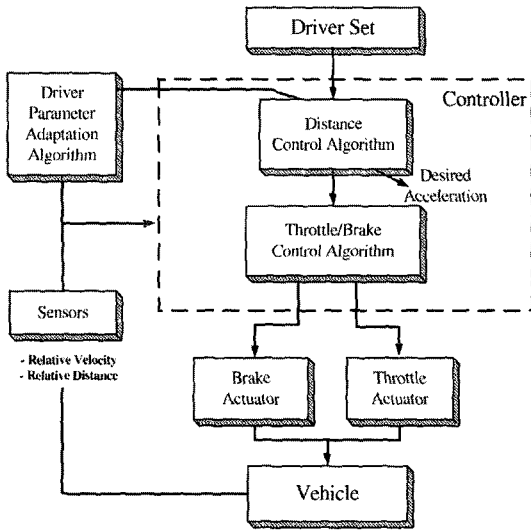 Driver Set
Controller
Driver
Parameter
Adaptation
Algorithm
Distance
Control Algorithm
Desired
Acceleration
Throttle/Brake
Control Algorithm
Sensors
- Relative Velocity
- Relative Distance
Brake
Actuator
Throttle
Actuator
Vehicle